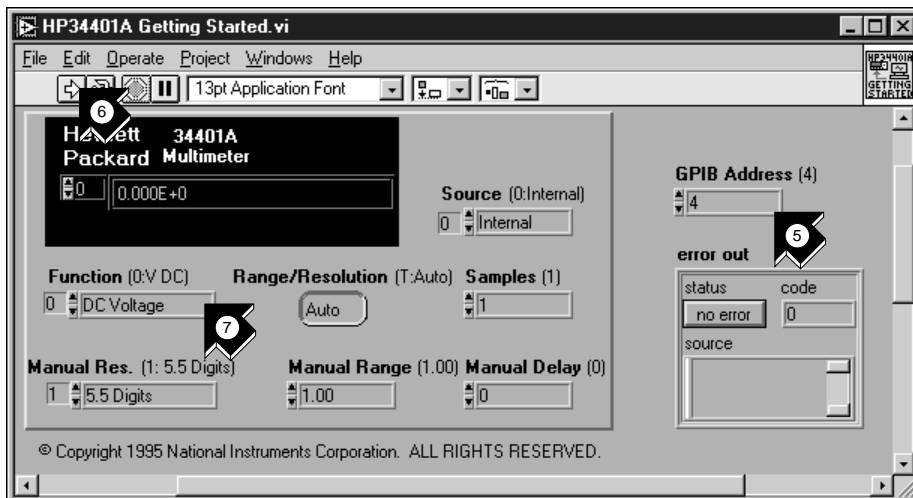 HP34401A Getting Started.vi
File Edit Operate Project Windows Help
13pt Application Font
HP34401A
GETTING
STARTED
6
34401A
Packard Multimeter
0 0.000E+0
Source (0:Internal)
0 Internal
GPIB Address (4)
4
5
error out
status code
no error 0
source
Function (0:V DC) Range/Resolution (T:Auto) Samples (1)
0 DC Voltage Auto 1
7
Manual Res. (1: 5.5 Digits) Manual Range (1.00) Manual Delay (0)
1 5.5 Digits 1.00 0
© Copyright 1995 National Instruments Corporation. ALL RIGHTS RESERVED.